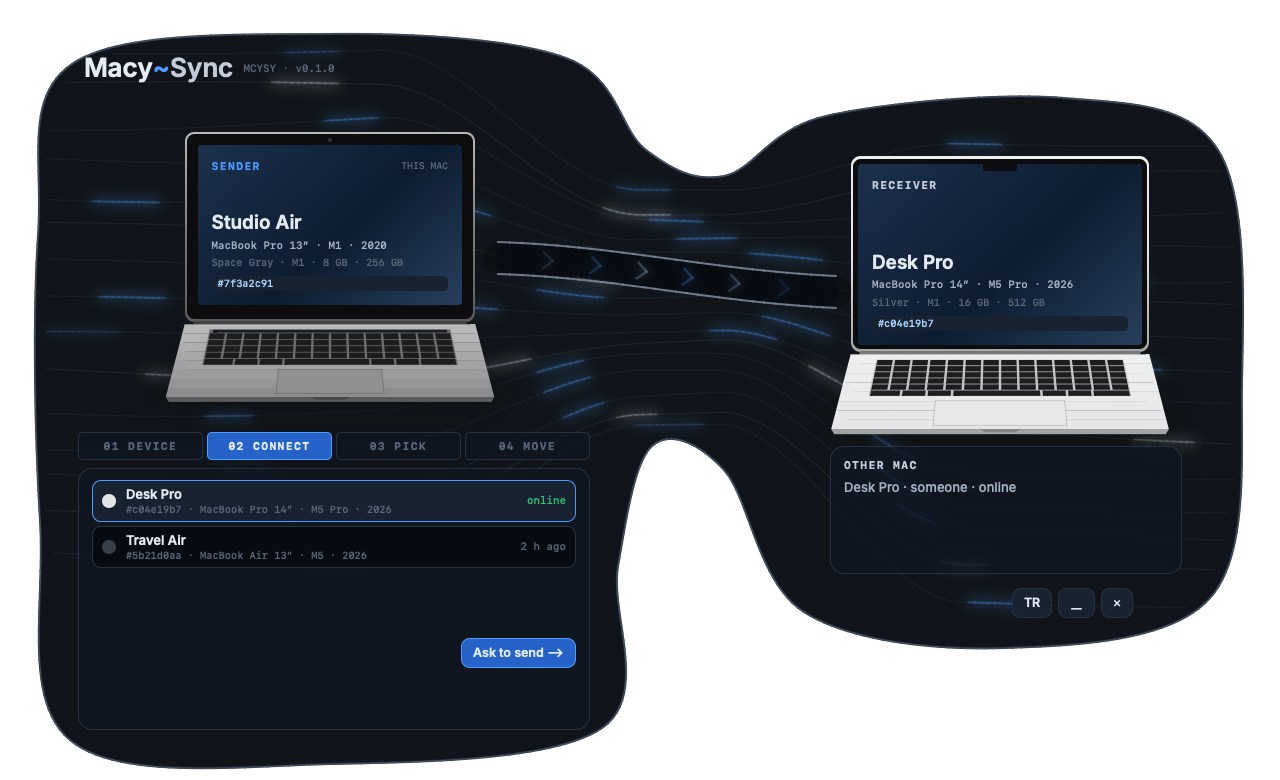 Macy~Sync MCYSY · v0.1.0
SENDER THIS MAC
Studio Air
MacBook Pro 13″ · M1 · 2020
Space Gray · M1 · 8 GB · 256 GB
#7f3a2c91
RECEIVER
Desk Pro
MacBook Pro 14″ · M5 Pro · 2026
Silver · M1 · 16 GB · 512 GB
#c04e19b7
01 DEVICE 02 CONNECT 03 PICK 04 MOVE
Desk Pro online
#c04e19b7 · MacBook Pro 14″ · M5 Pro · 2026
Travel Air 2 h ago
#5b21d0aa · MacBook Air 13″ · M5 · 2026
Ask to send →
OTHER MAC
Desk Pro · someone · online
TR _ ×